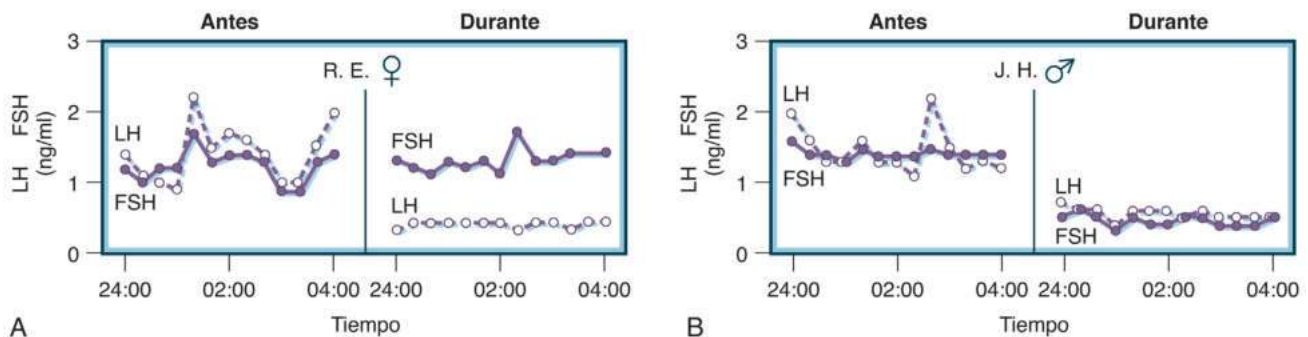 Antes Durante
3
2
1
0
LH FSH
(ng/ml)
R. E. ♀
LH
FSH
FSH
LH
24:00 02:00 04:00 24:00 02:00 04:00
Tiempo
A
Antes Durante
3
2
1
0
LH FSH
(ng/ml)
J. H. ♂
LH
FSH
LH
FSH
24:00 02:00 04:00 24:00 02:00 04:00
Tiempo
B